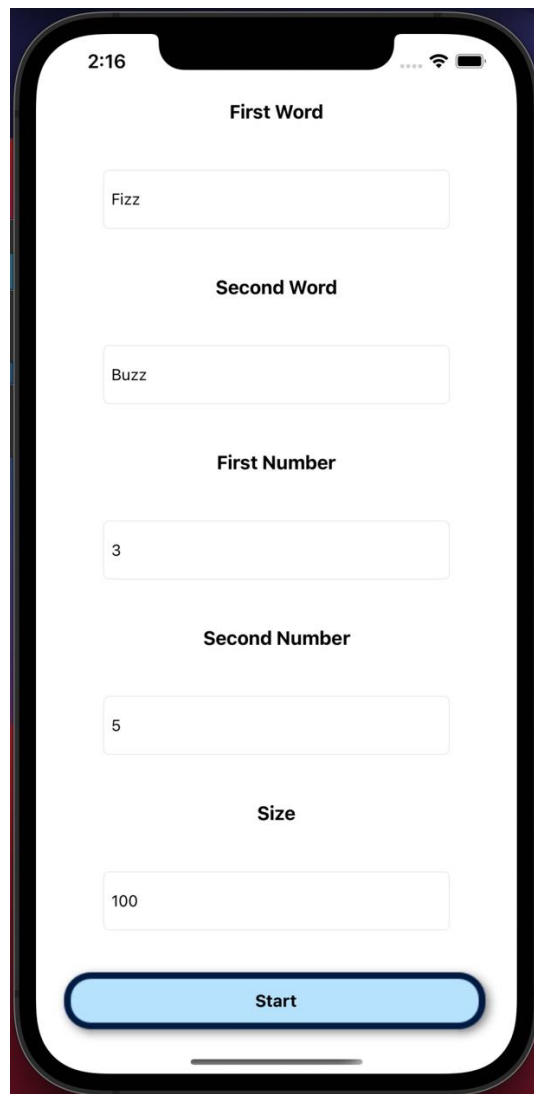 2:16
First Word
Fizz
Second Word
Buzz
First Number
3
Second Number
5
Size
100
Start